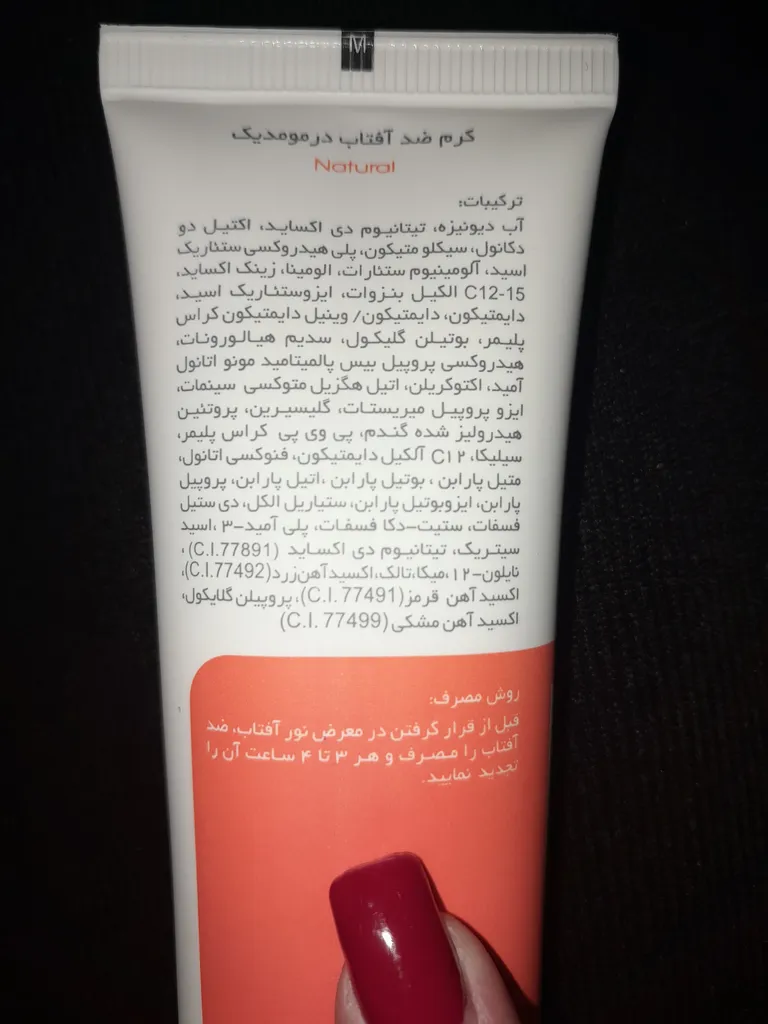 M
کرم ضد آفتاب درمومدیک
Natural
ترکیبات:
آب دیونیزه، تیتانیوم دی اکساید، اکتیل دو
دکانول، سیکلو متیکون، پلی هیدروکسی ستئاریک
اسید، آلومینیوم ستئارات، الومینا، زینک اکساید،
C12-15 الکیل بنزوات، ایزوستئاریک اسید،
دایمتیکون، دایمتیکون/ وینیل دایمتیکون کراس
پلیمر، بوتیلن گلیکول، سدیم هیالورونات،
هیدروکسی پروپیل بیس پالمیتامید مونو اتانول
آمید، اکتوکریلن، اتیل هگزیل متوکسی سینمات،
ایزو پروپیل میریستات، گلیسیرین، پروتئین
هیدرولیز شده گندم، پی وی پی کراس پلیمر،
سیلیکا، C۱۲ آلکیل دایمتیکون، فنوکسی اتانول،
متیل پارابن ، بوتیل پارابن ،اتیل پارابن، پروپیل
پارابن، ایزوبوتیل پارابن، ستیاریل الکل، دی ستیل
فسفات، ستیت-دکا فسفات، پلی آمید-۳ ،اسید
سیتریک، تیتانیوم دی اکساید (C.I.77891) ،
نایلون-۱۲،میکا،تالک،اکسیدآهن‌زرد(C.I.77492)،
اکسید آهن قرمز(C.I.77491)، پروپیلن گلایکول،
اکسید آهن مشکی (C.I. 77499)
روش مصرف:
قبل از قرار گرفتن در معرض نور آفتاب، ضد
آفتاب را مصرف و هر ۳ تا ۴ ساعت آن را
تجدید نمایید.